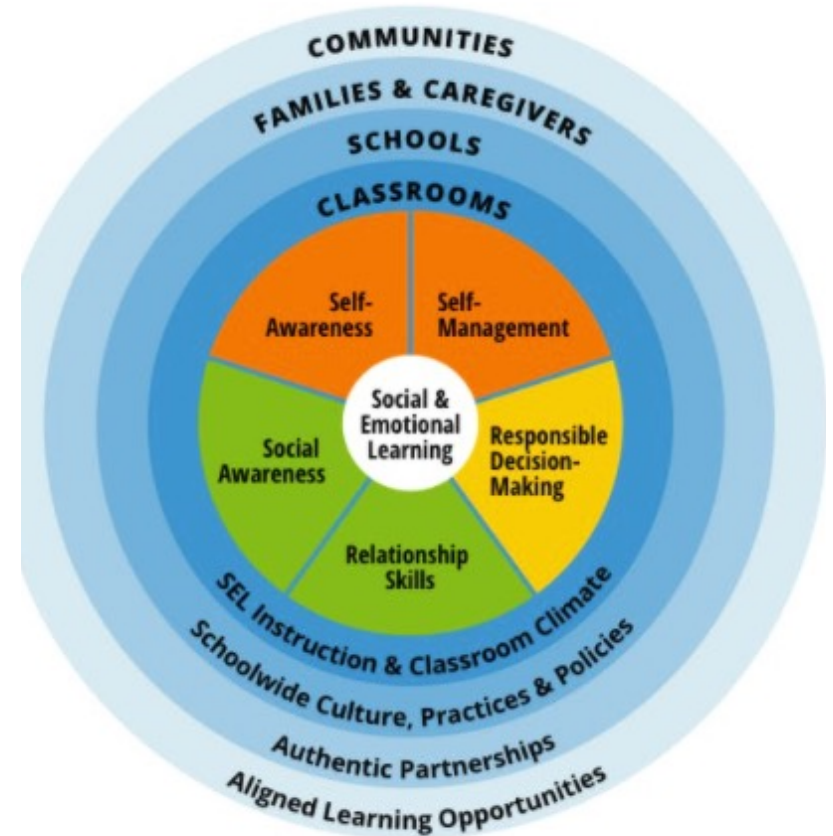 COMMUNITIES
FAMILIES & CAREGIVERS
SCHOOLS
CLASSROOMS
Self-
Awareness
Self-
Management
Social &
Emotional
Learning
Social
Awareness
Responsible
Decision-
Making
Relationship
Skills
SEL Instruction & Classroom Climate
Schoolwide Culture, Practices & Policies
Authentic Partnerships
Aligned Learning Opportunities